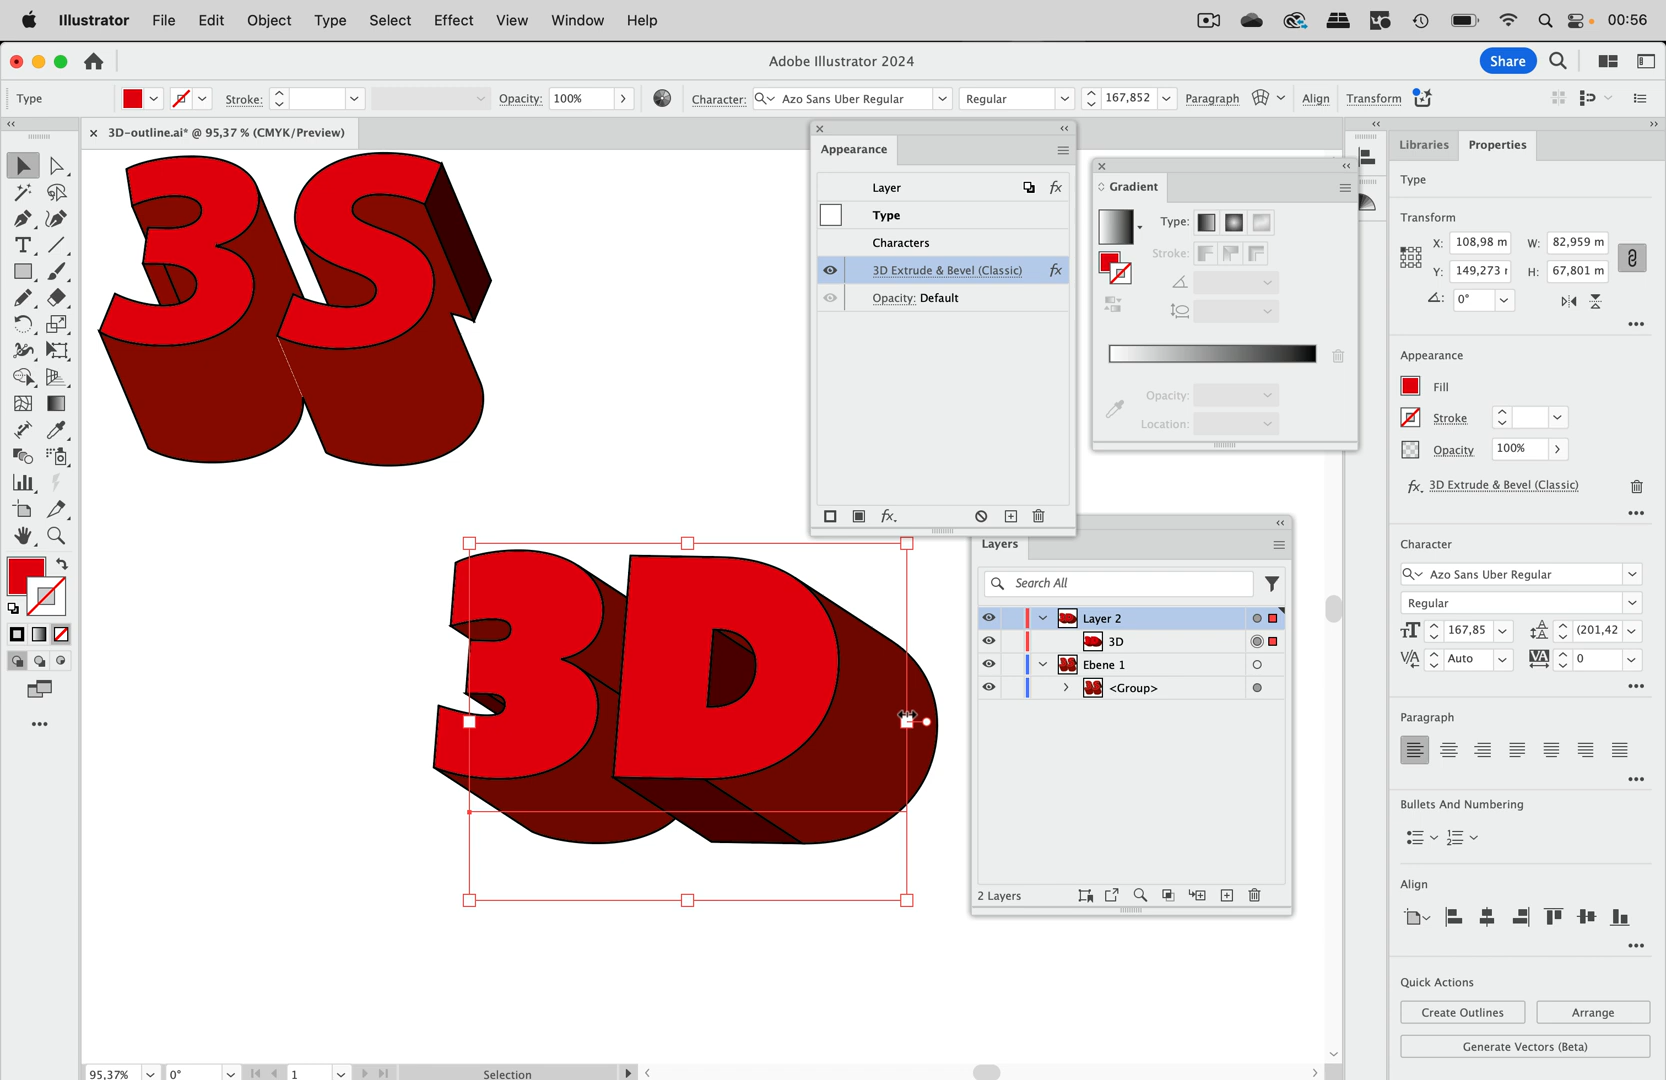 Illustrator File Edit Object Type Select Effect View Window Help 00:56
Adobe Illustrator 2024
Share
Type Stroke: Opacity: 100% Character: Azo Sans Uber Regular Regular 167,852 Paragraph Align Transform
3D-outline.ai* @ 95,37 % (CMYK/Preview)
3S
3D
Appearance
Layer fx
Type
Characters
3D Extrude & Bevel (Classic) fx
Opacity: Default
fx.
Gradient
Type:
Stroke:
Opacity:
Location:
Layers
Search All
Layer 2
3D
Ebene 1
<Group>
2 Layers
Libraries Properties
Type
Transform
X: 108,98 m W: 82,959 m
Y: 149,273 r H: 67,801 m
0°
Appearance
Fill
Stroke
Opacity 100%
fx. 3D Extrude & Bevel (Classic)
Character
Azo Sans Uber Regular
Regular
167,85 (201,42
Auto 0
Paragraph
Bullets And Numbering
Align
Quick Actions
Create Outlines Arrange
Generate Vectors (Beta)
95,37% 0° 1 Selection